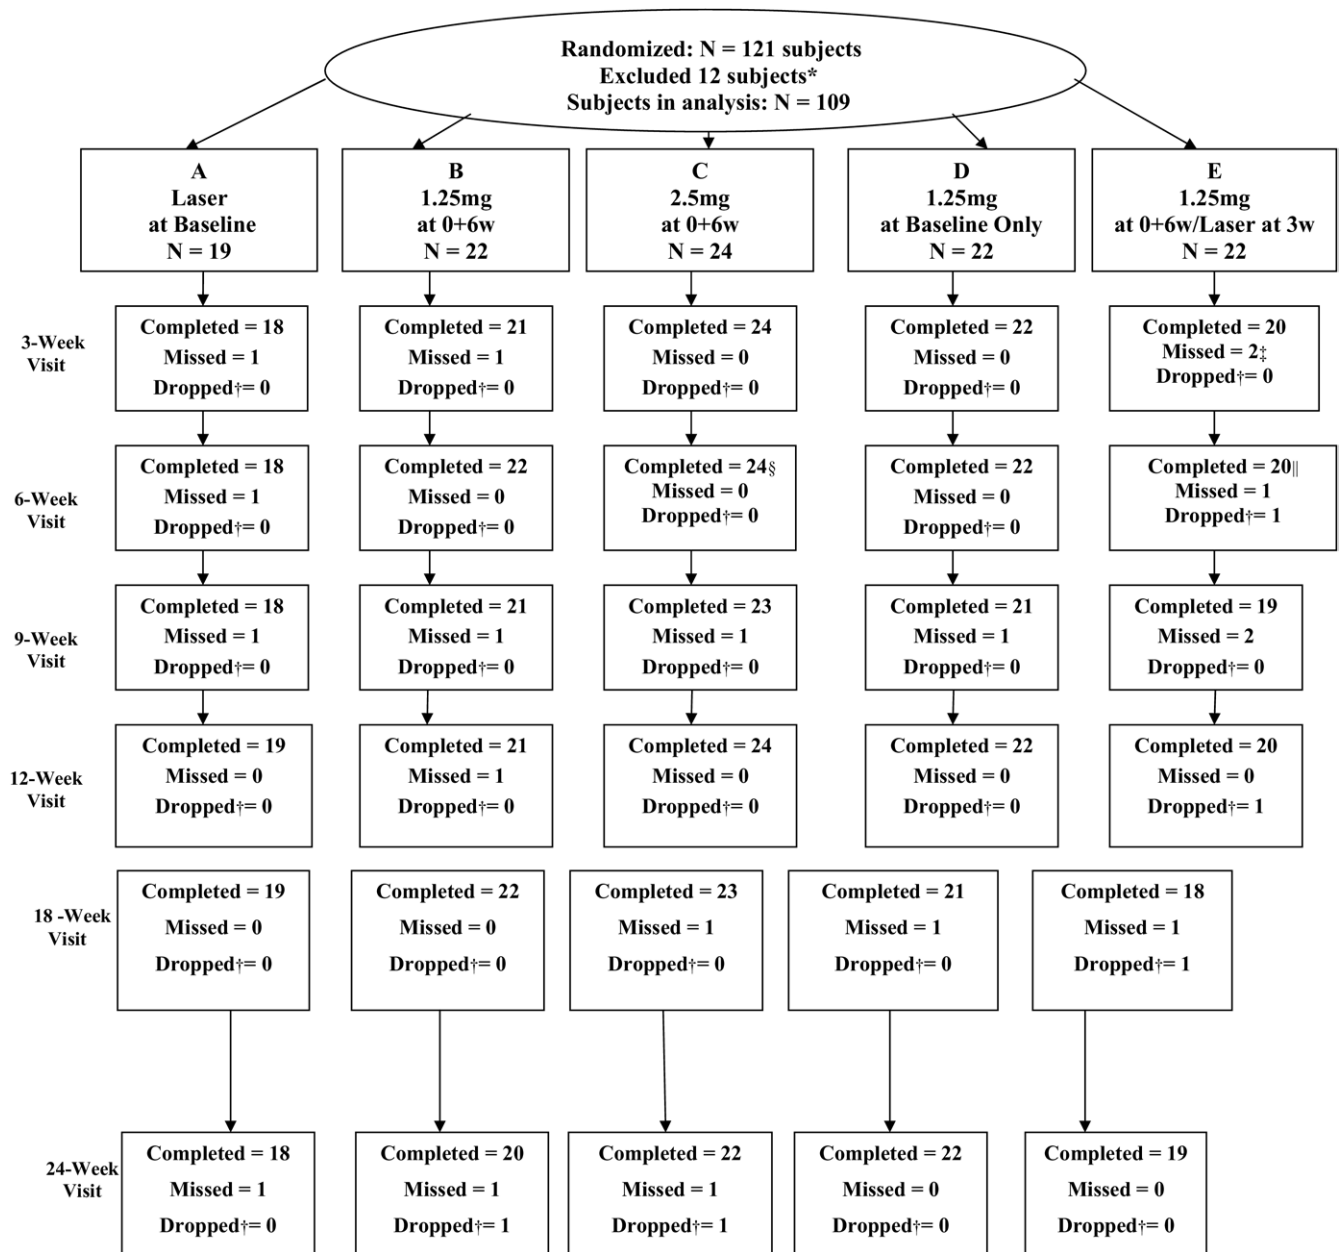 Randomized: N = 121 subjects
Excluded 12 subjects*
Subjects in analysis: N = 109
A
Laser
at Baseline
N = 19
B
1.25mg
at 0+6w
N = 22
C
2.5mg
at 0+6w
N = 24
D
1.25mg
at Baseline Only
N = 22
E
1.25mg
at 0+6w/Laser at 3w
N = 22
3-Week
Visit
Completed = 18
Missed = 1
Dropped†= 0
Completed = 21
Missed = 1
Dropped†= 0
Completed = 24
Missed = 0
Dropped†= 0
Completed = 22
Missed = 0
Dropped†= 0
Completed = 20
Missed = 2‡
Dropped†= 0
6-Week
Visit
Completed = 18
Missed = 1
Dropped†= 0
Completed = 22
Missed = 0
Dropped†= 0
Completed = 24§
Missed = 0
Dropped†= 0
Completed = 22
Missed = 0
Dropped†= 0
Completed = 20||
Missed = 1
Dropped†= 1
9-Week
Visit
Completed = 18
Missed = 1
Dropped†= 0
Completed = 21
Missed = 1
Dropped†= 0
Completed = 23
Missed = 1
Dropped†= 0
Completed = 21
Missed = 1
Dropped†= 0
Completed = 19
Missed = 2
Dropped†= 0
12-Week
Visit
Completed = 19
Missed = 0
Dropped†= 0
Completed = 21
Missed = 1
Dropped†= 0
Completed = 24
Missed = 0
Dropped†= 0
Completed = 22
Missed = 0
Dropped†= 0
Completed = 20
Missed = 0
Dropped†= 1
18 -Week
Visit
Completed = 19
Missed = 0
Dropped†= 0
Completed = 22
Missed = 0
Dropped†= 0
Completed = 23
Missed = 1
Dropped†= 0
Completed = 21
Missed = 1
Dropped†= 0
Completed = 18
Missed = 1
Dropped†= 1
24-Week
Visit
Completed = 18
Missed = 1
Dropped†= 0
Completed = 20
Missed = 1
Dropped†= 1
Completed = 22
Missed = 1
Dropped†= 1
Completed = 22
Missed = 0
Dropped†= 0
Completed = 19
Missed = 0
Dropped†= 0